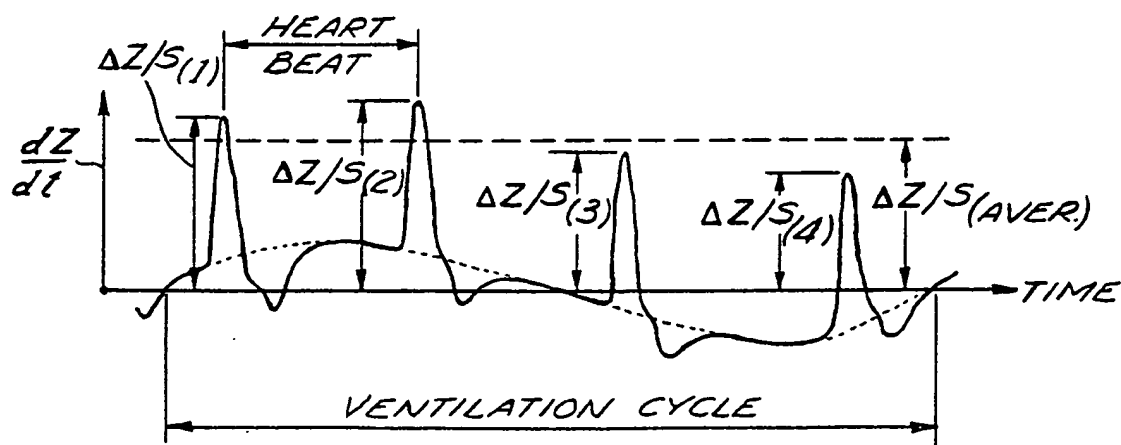 HEART
BEAT
ΔZ/S(1)
dZ
dt
ΔZ/S(2)
ΔZ/S(3)
ΔZ/S(4)
ΔZ/S(AVER.)
TIME
VENTILATION CYCLE